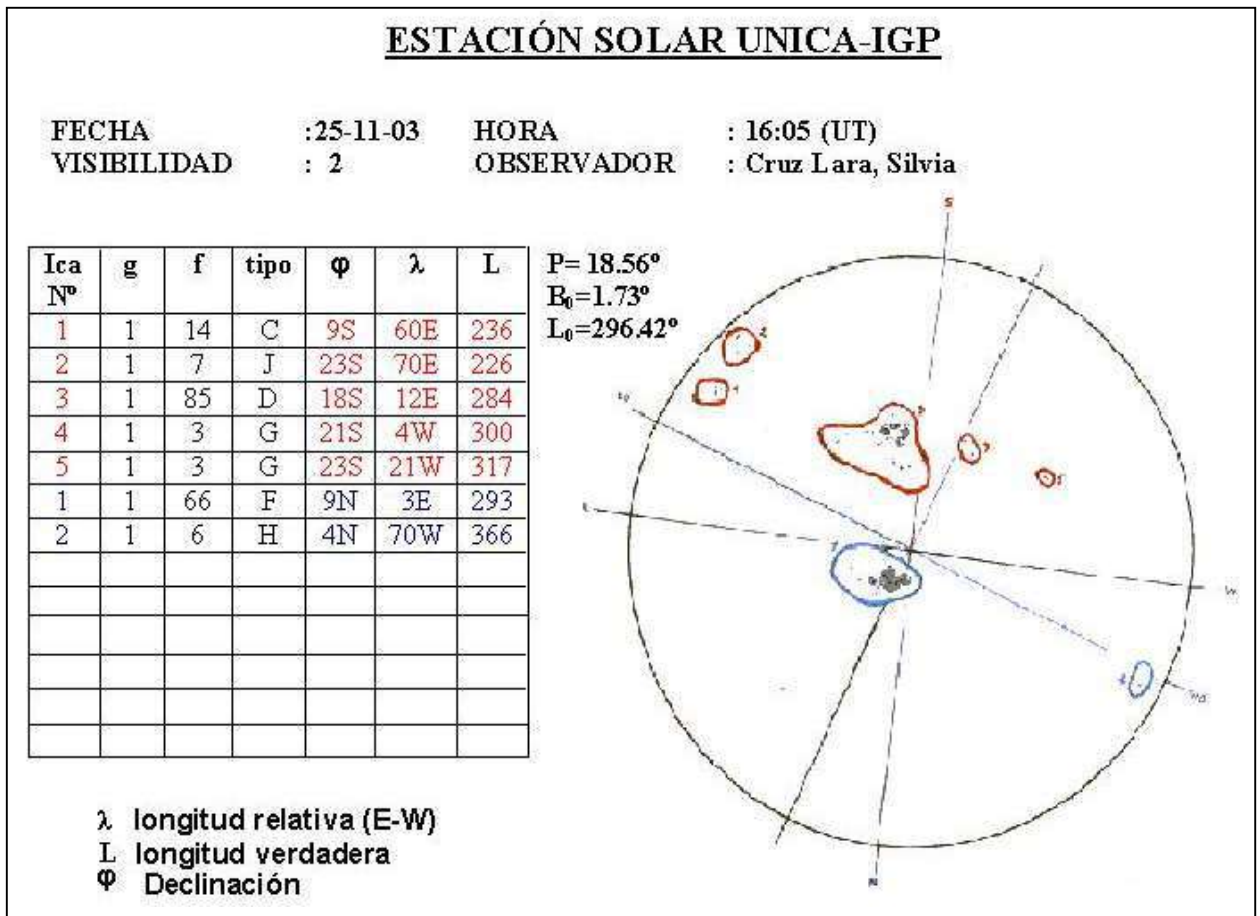 ESTACIÓN SOLAR UNICA-IGP
FECHA :25-11-03 HORA : 16:05 (UT)
VISIBILIDAD : 2 OBSERVADOR : Cruz Lara, Silvia
Ica Nº g f tipo φ λ L
1 1 14 C 9S 60E 236
2 1 7 J 23S 70E 226
3 1 85 D 18S 12E 284
4 1 3 G 21S 4W 300
5 1 3 G 23S 21W 317
1 1 66 F 9N 3E 293
2 1 6 H 4N 70W 366
P= 18.56º
B₀=1.73º
L₀=296.42º
S
2
1
5
1
W
N
λ longitud relativa (E-W)
L longitud verdadera
φ Declinación